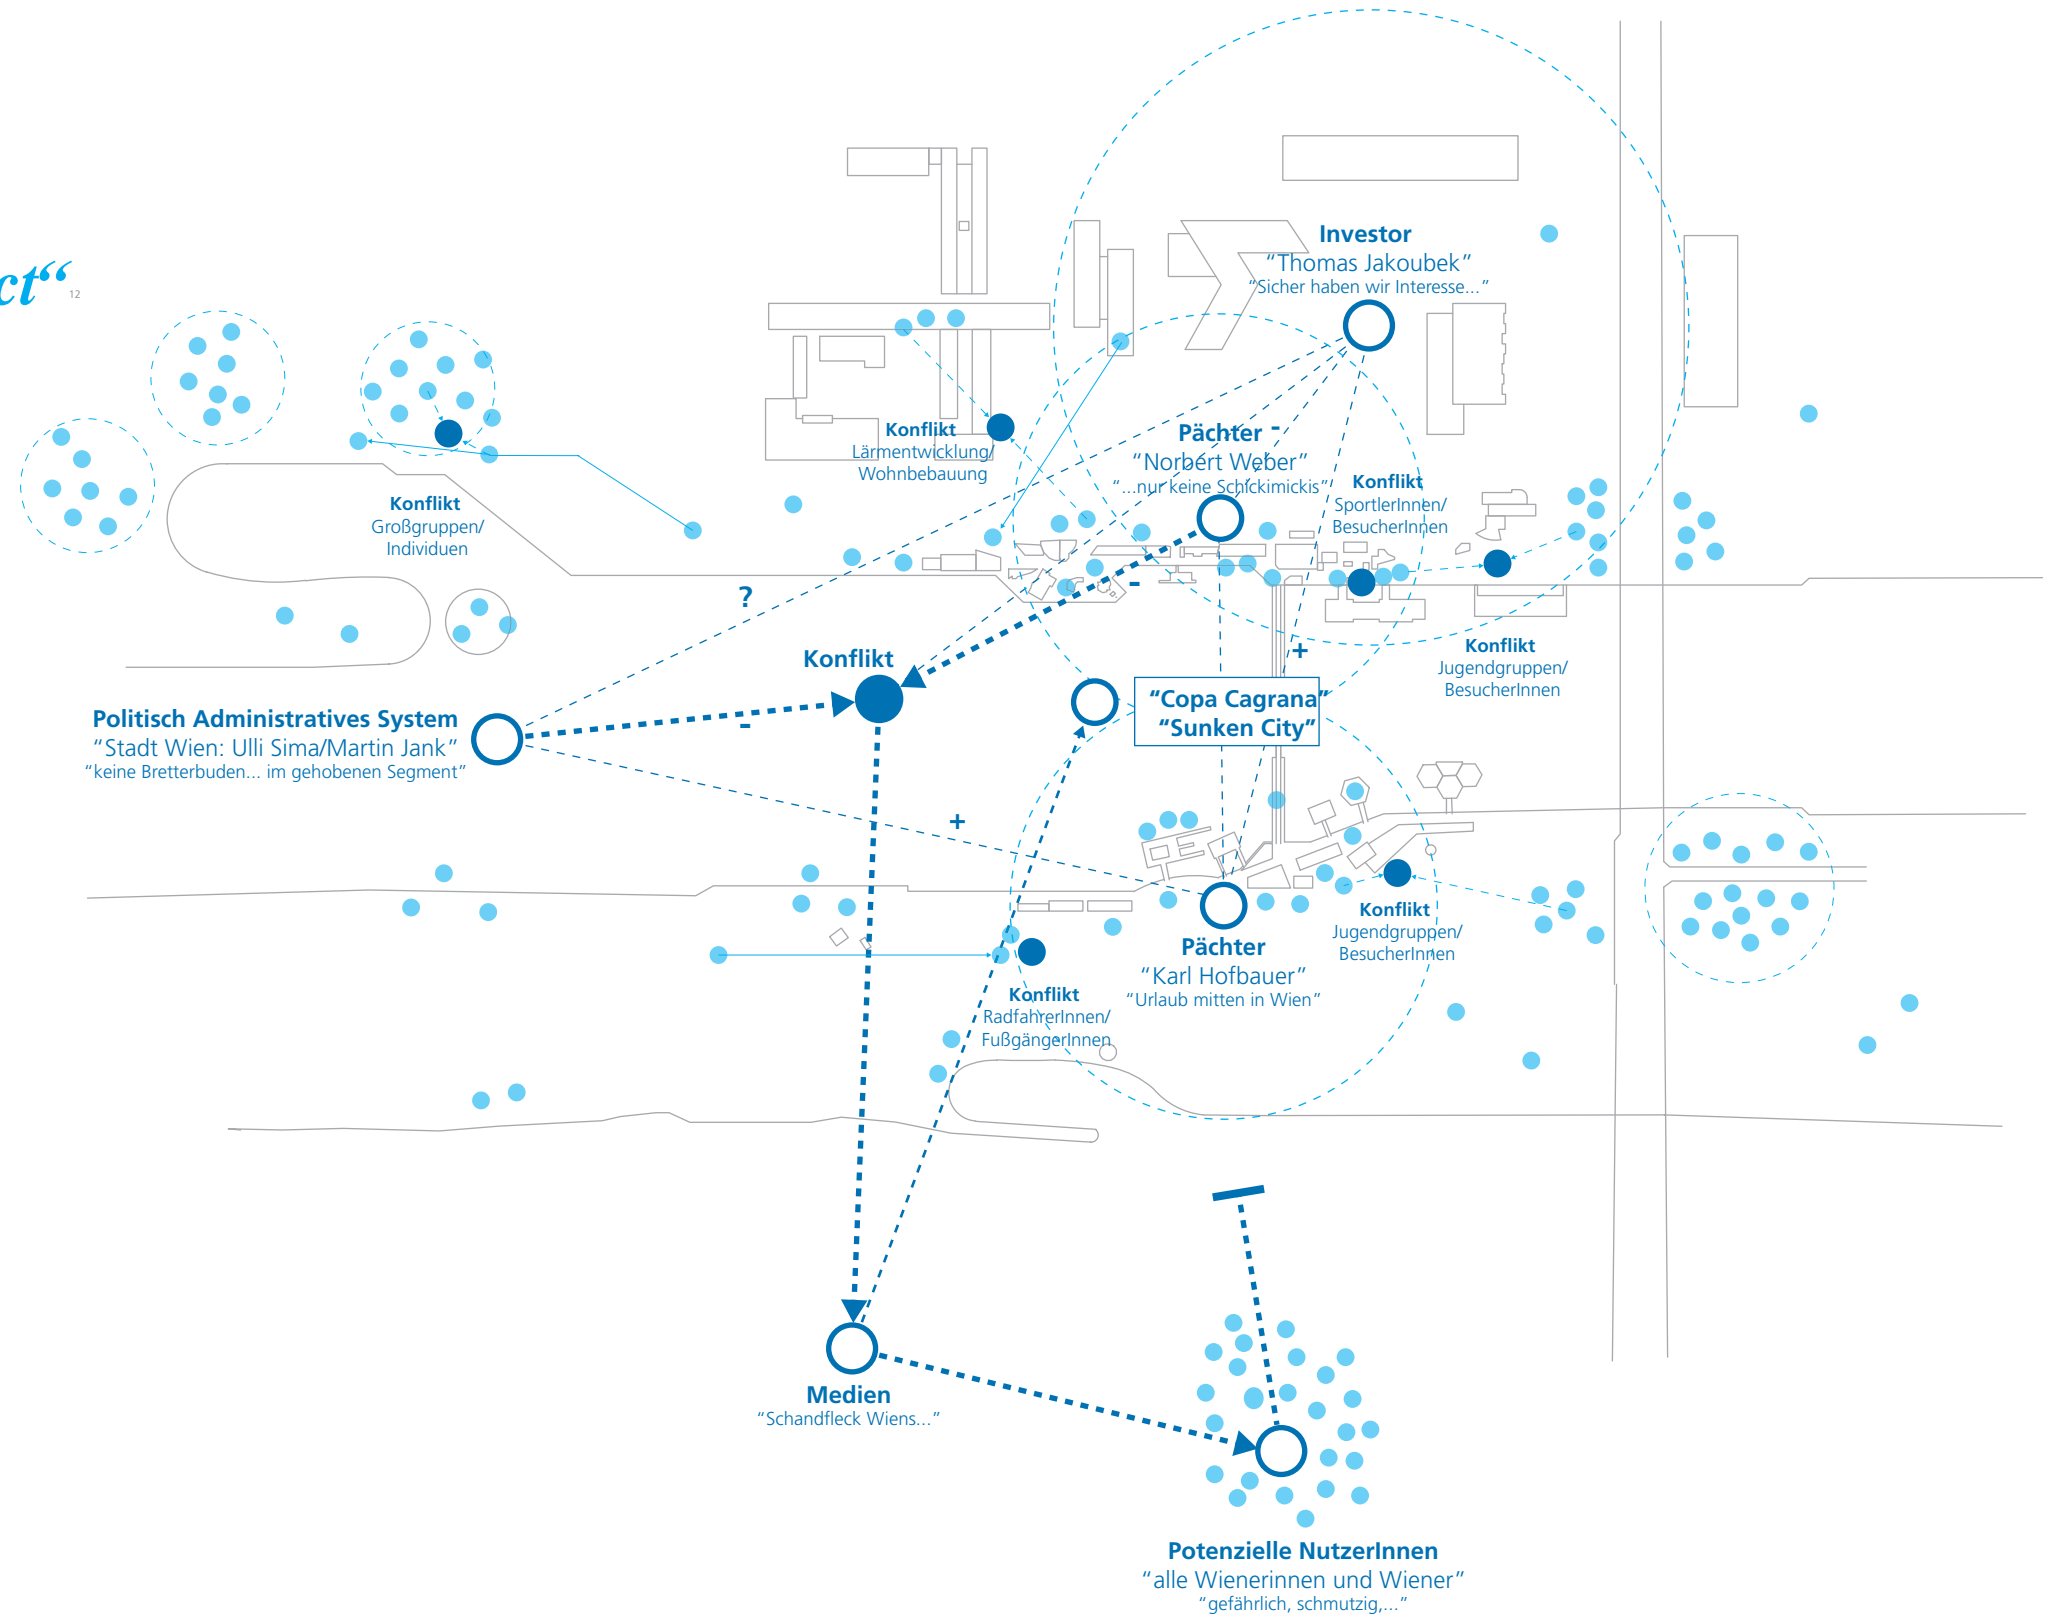 ct“
12
Investor
“Thomas Jakoubek”
“Sicher haben wir Interesse...”
-
Pächter
“Norbert Weber”
“...nur keine Schickimickis”
Konflikt
Lärmentwicklung/
Wohnbebauung
Konflikt
SportlerInnen/
BesucherInnen
Konflikt
Großgruppen/
Individuen
-
?
Konflikt
+
Konflikt
Jugendgruppen/
BesucherInnen
“Copa Cagrana”
“Sunken City”
Politisch Administratives System
“Stadt Wien: Ulli Sima/Martin Jank”
“keine Bretterbuden... im gehobenen Segment”
-
+
Konflikt
Jugendgruppen/
BesucherInnen
Pächter
“Karl Hofbauer”
“Urlaub mitten in Wien”
Konflikt
RadfahrerInnen/
FußgängerInnen
Medien
“Schandfleck Wiens...”
Potenzielle NutzerInnen
“alle Wienerinnen und Wiener”
“gefährlich, schmutzig,...”